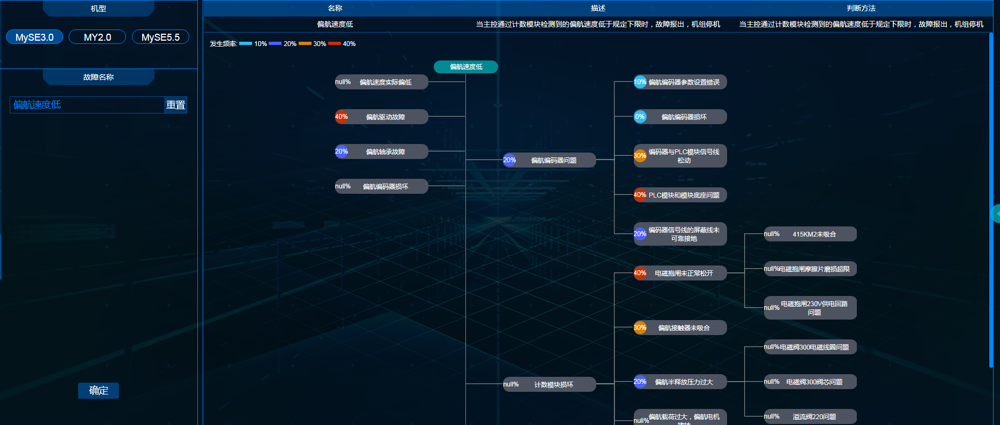 机型
MySE3.0
MY2.0
MySE5.5
故障名称
偏航速度低
重置
确定
名称
描述
判断方法
偏航速度低
当主控通过计数模块检测到的偏航速度低于规定下限时，故障报出，机组停机
当主控通过计数模块检测到的偏航速度低于规定下限时，故障报出，机组停机
发生频率:
10%
20%
30%
40%
偏航速度低
null%
偏航速度实际偏低
40%
偏航驱动故障
20%
偏航轴承故障
null%
偏航编码器损坏
20%
偏航编码器问题
10%
偏航编码器参数设置错误
0%
偏航编码器损坏
30%
编码器与PLC模块信号线
松动
40%
PLC模块和模块底座问题
20%
编码器信号线的屏蔽线未
可靠接地
null%
计数模块损坏
40%
电磁抱闸未正常松开
null%
415KM2未吸合
null%
电磁抱闸摩擦片磨损超限
null%
电磁抱闸230V供电回路
问题
30%
偏航接触器未吸合
20%
偏航半释放压力过大
null%
电磁阀300电磁线圈问题
null%
电磁阀300阀芯问题
null%
溢流阀220问题
null%
偏航载荷过大，偏航电机